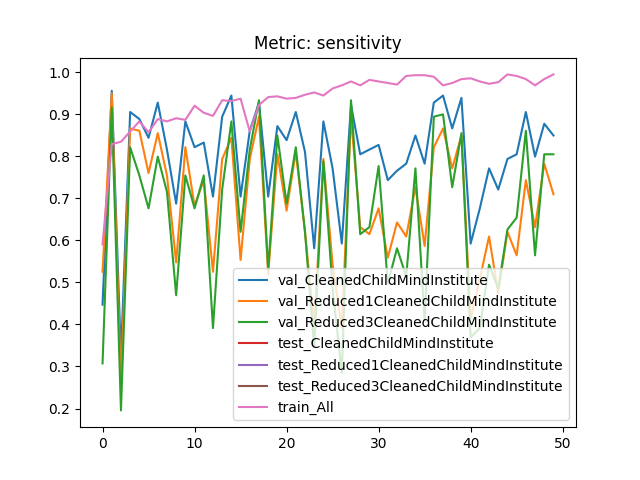 Metric: sensitivity
1.0
0.9
0.8
0.7
0.6
0.5
0.4
0.3
0.2
val_CleanedChildMindInstitute
val_Reduced1CleanedChildMindInstitute
val_Reduced3CleanedChildMindInstitute
test_CleanedChildMindInstitute
test_Reduced1CleanedChildMindInstitute
test_Reduced3CleanedChildMindInstitute
train_All
0 10 20 30 40 50